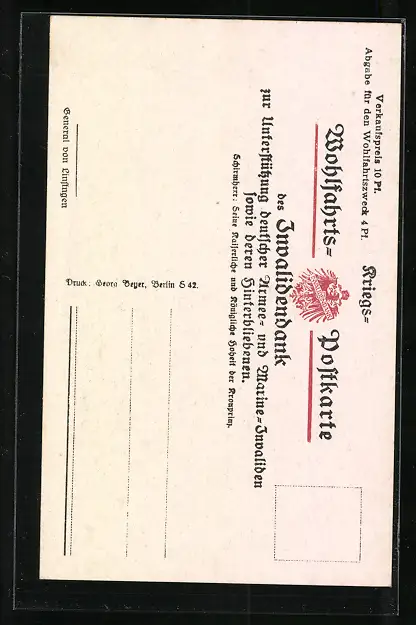 Verkaufspreis 10 Pf.
Abgabe für den Wohlfahrtszweck 4 Pf.
Kriegs=
Wohlfahrts= Postkarte
des Invalidendank
zur Unterstützung deutscher Armee= und Marine=Invaliden
sowie deren Hinterbliebenen.
Schirmherr: Seine Kaiserliche und Königliche Hoheit der Kronprinz.
Druck: Georg Beyer, Berlin S 42.
General von Linsingen